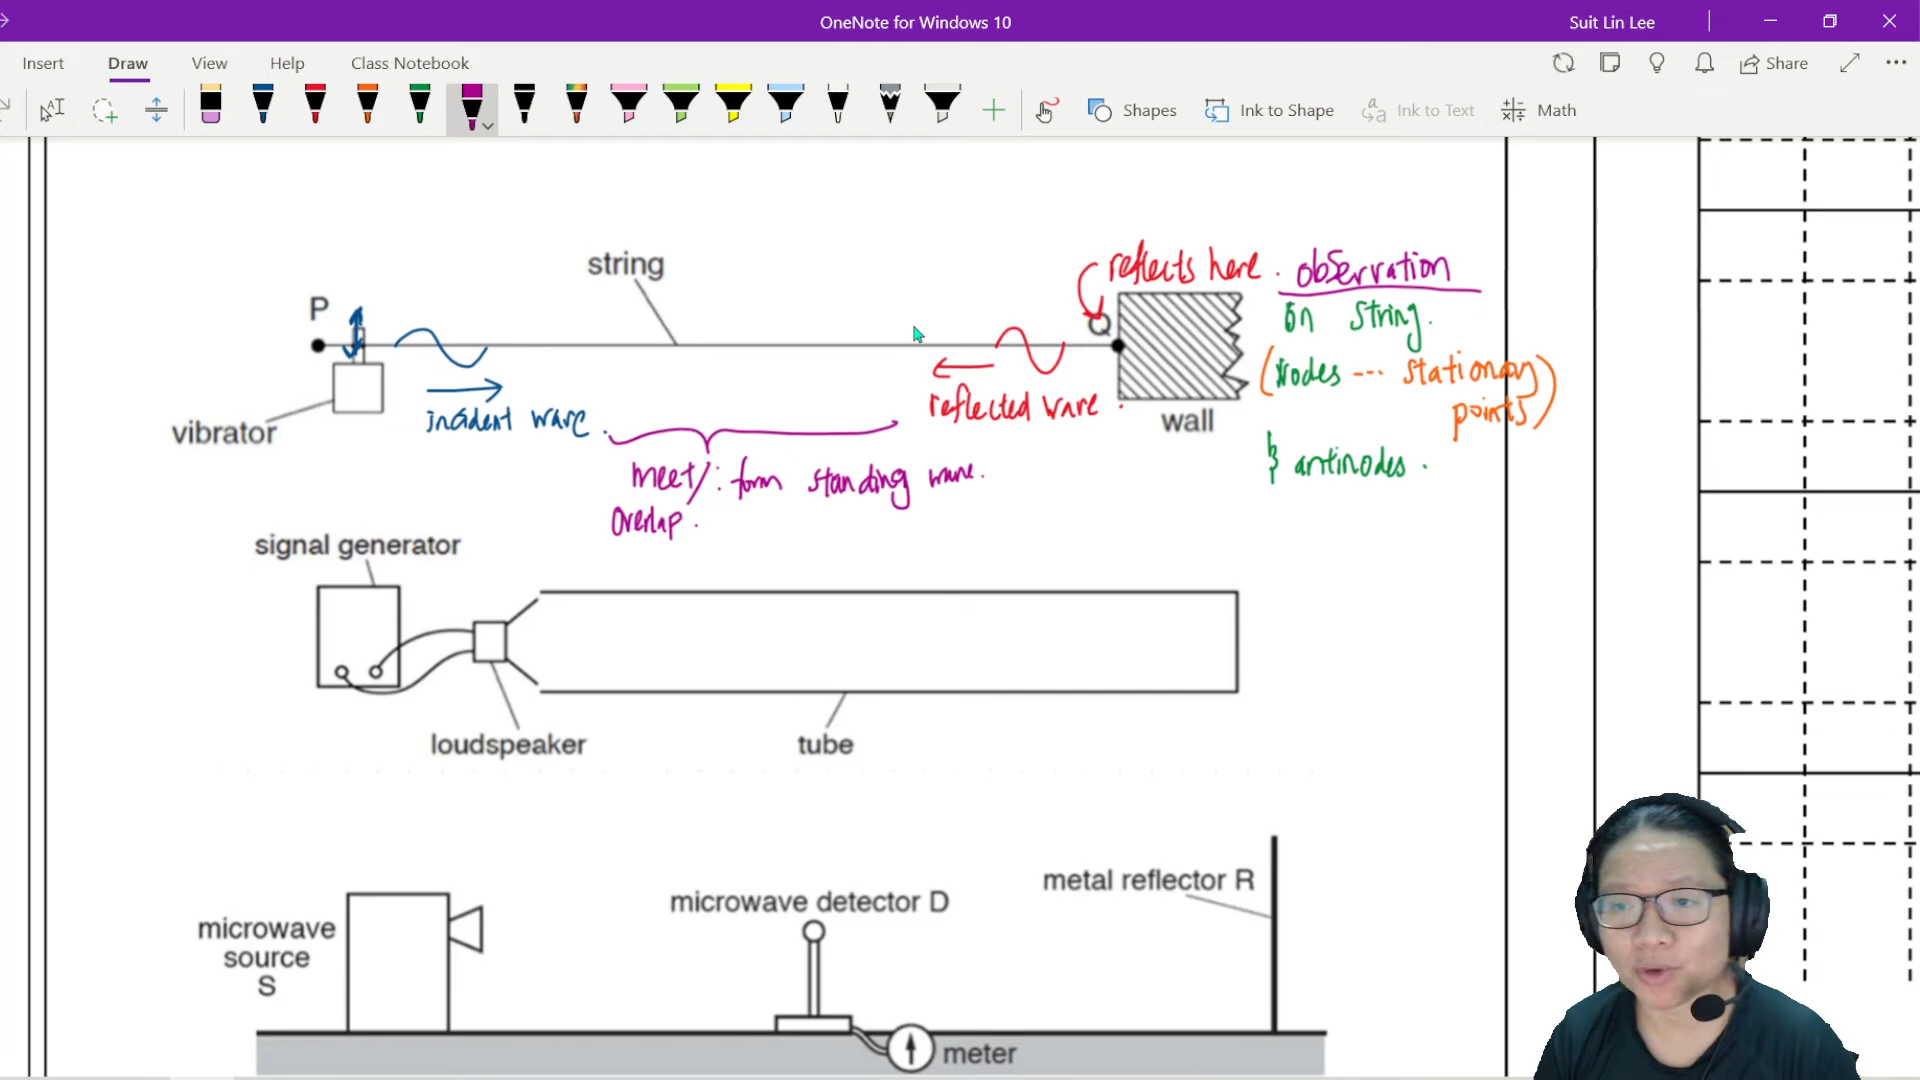 OneNote for Windows 10
Suit Lin Lee
Insert Draw View Help Class Notebook
Share
Shapes Ink to Shape Ink to Text Math
string
reflects here.
observation
P
Q
on string.
(Nodes --- stationary
points)
vibrator
incident wave.
reflected wave.
wall
& antinodes.
meet/: form standing wave.
Overlap.
signal generator
loudspeaker
tube
metal reflector R
microwave detector D
microwave
source
S
meter